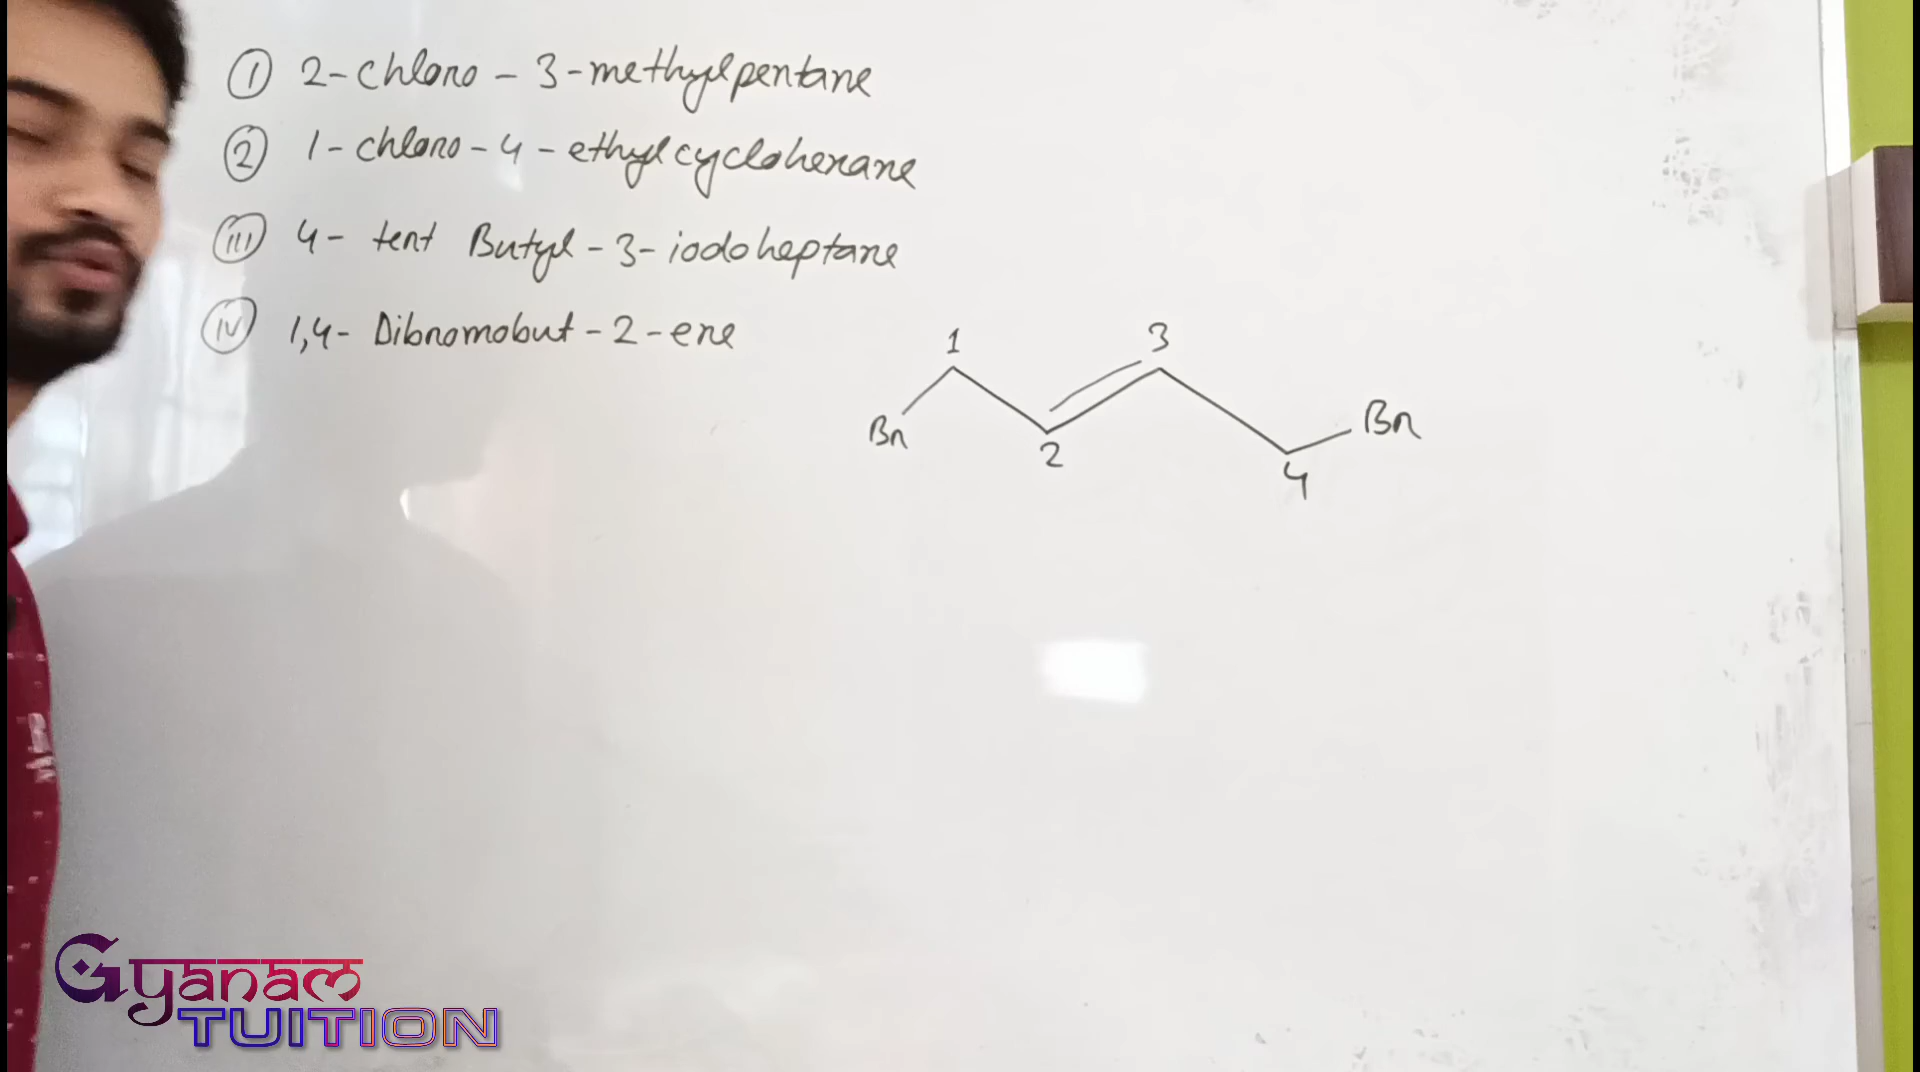 ① 2-chloro - 3-methylpentane
② 1-chloro-4-ethylcyclohexane
(iii) 4- tert Butyl-3-iodoheptane
(iv) 1,4- Dibromobut-2-ene
1 3
Br Br
2 4
Gyanam
TUITION